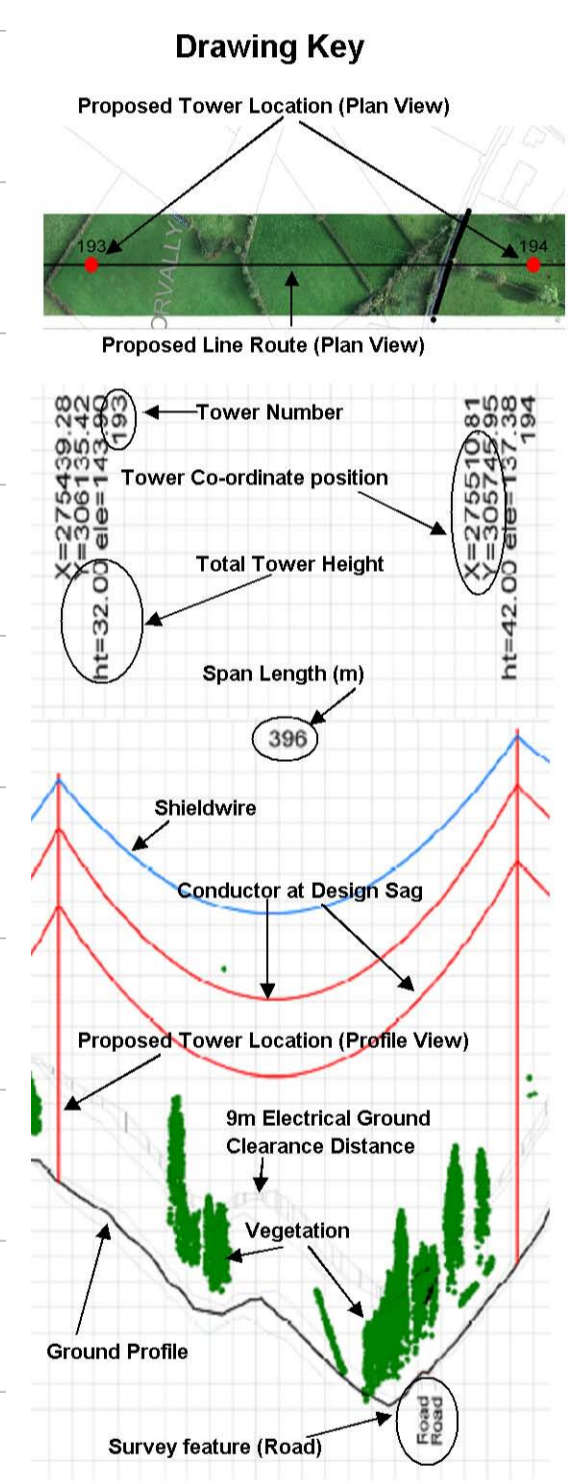 Drawing Key
Proposed Tower Location (Plan View)
193
194
ORVALLY
Proposed Line Route (Plan View)
X=275439.28
Y=306135.42
ht=32.00 ele=143.90
193
Tower Number
X=275510.81
Y=305745.95
ht=42.00 ele=137.38
194
Tower Co-ordinate position
Total Tower Height
Span Length (m)
396
Shieldwire
Conductor at Design Sag
Proposed Tower Location (Profile View)
9m Electrical Ground
Clearance Distance
Vegetation
Ground Profile
Road
Road
Survey feature (Road)